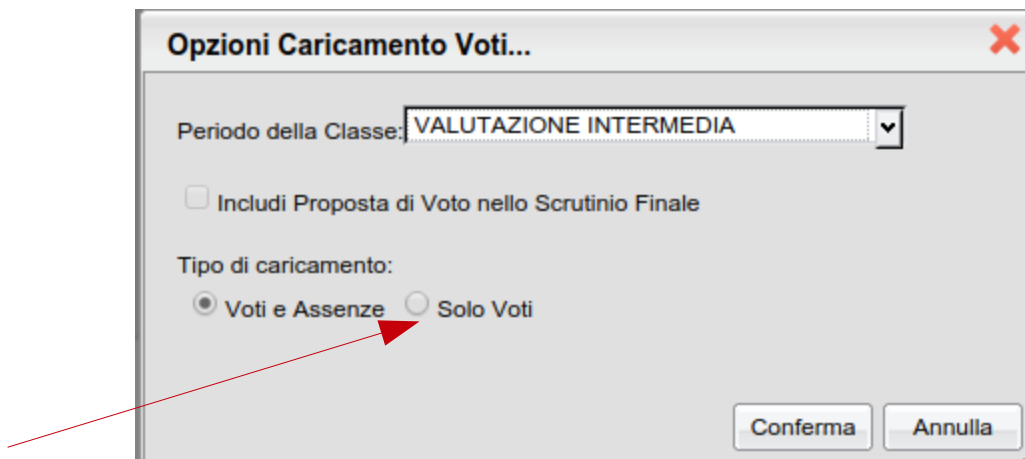 Opzioni Caricamento Voti...
Periodo della Classe: VALUTAZIONE INTERMEDIA
Includi Proposta di Voto nello Scrutinio Finale
Tipo di caricamento:
Voti e Assenze Solo Voti
Conferma Annulla